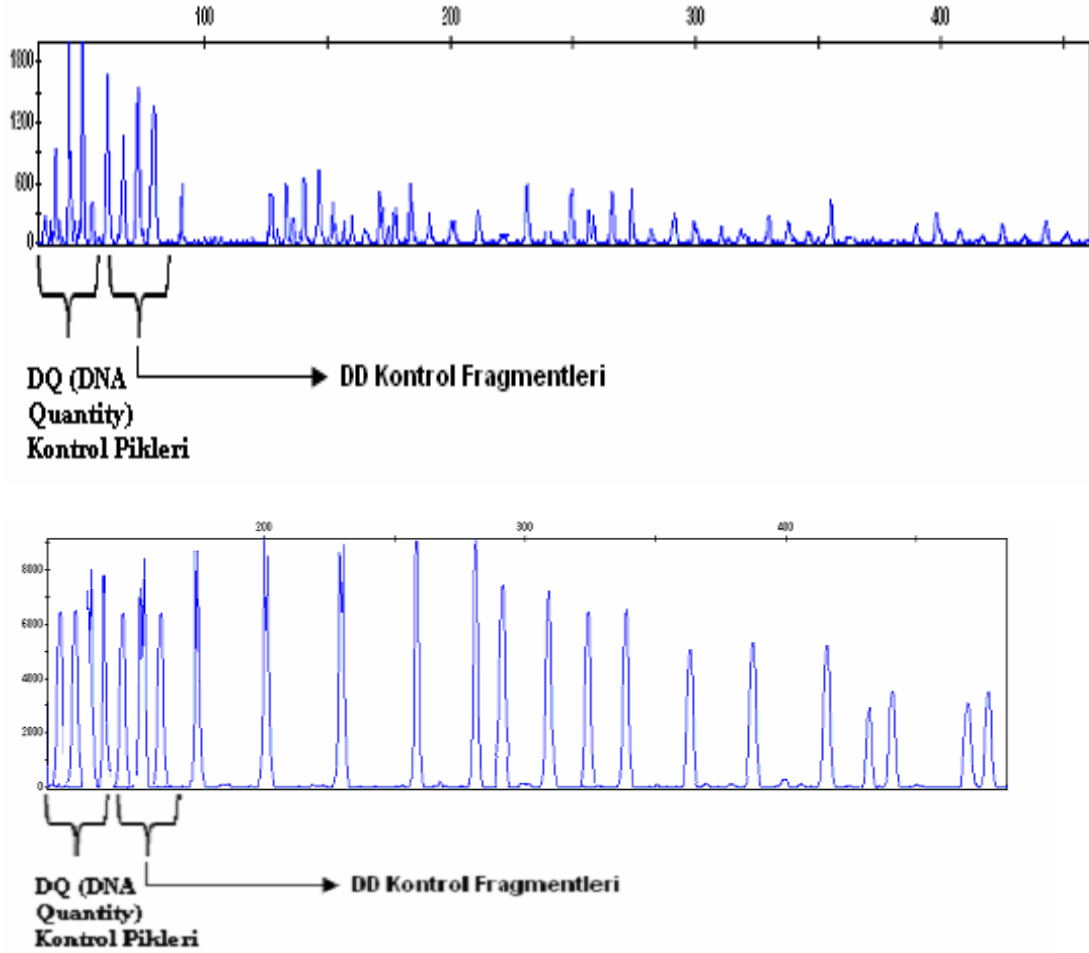 100 200 300 400
1800
1200
600
0
DQ (DNA
Quantity)
Kontrol Pikleri
DD Kontrol Fragmentleri
200 300 400
8000
6000
4000
2000
0
DQ (DNA
Quantity)
Kontrol Pikleri
DD Kontrol Fragmentleri